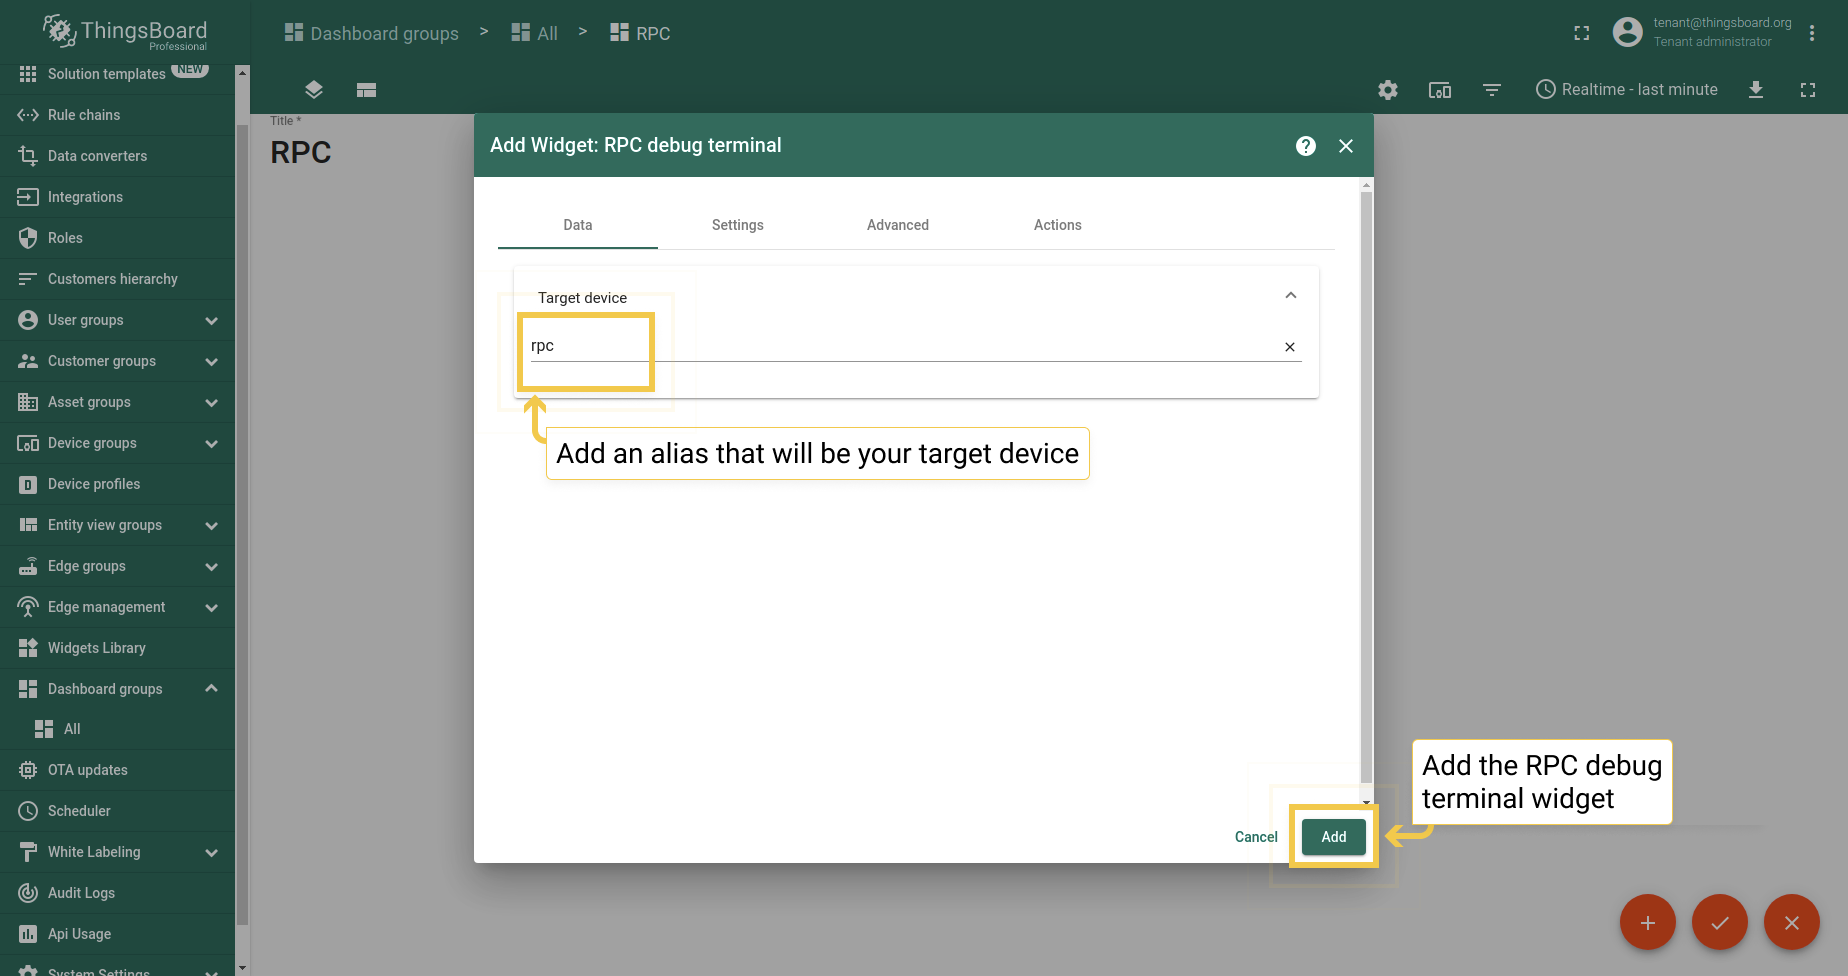 ThingsBoard
Professional
Dashboard groups > All > RPC
tenant@thingsboard.org
Tenant administrator
Solution templates NEW
Rule chains
Data converters
Integrations
Roles
Customers hierarchy
User groups
Customer groups
Asset groups
Device groups
Device profiles
Entity view groups
Edge groups
Edge management
Widgets Library
Dashboard groups
All
OTA updates
Scheduler
White Labeling
Audit Logs
Api Usage
System Settings
Realtime - last minute
Title *
RPC
Add Widget: RPC debug terminal
Data Settings Advanced Actions
Target device
rpc
Add an alias that will be your target device
Cancel Add
Add the RPC debug
terminal widget